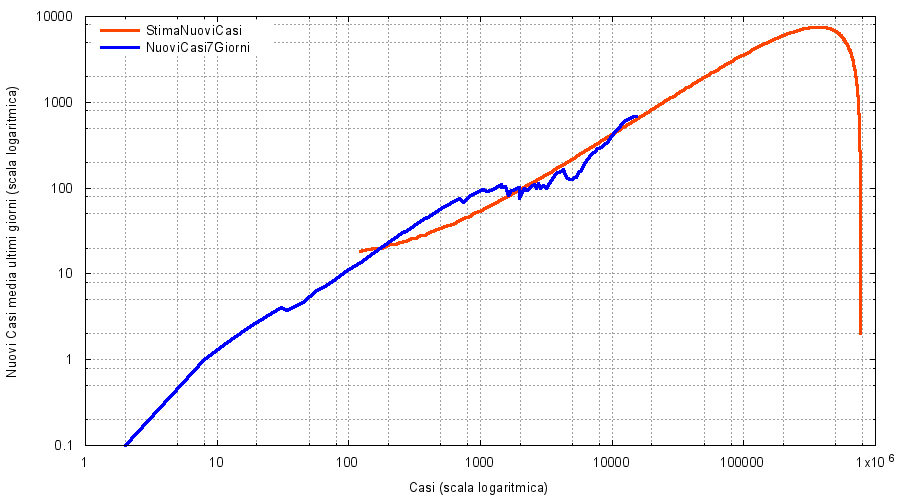 StimaNuoviCasi
NuoviCasi7Giorni
Nuovi Casi media ultimi giorni (scala logaritmica)
10000
1000
100
10
1
0.1
1 10 100 1000 10000 100000 1x10 6
Casi (scala logaritmica)